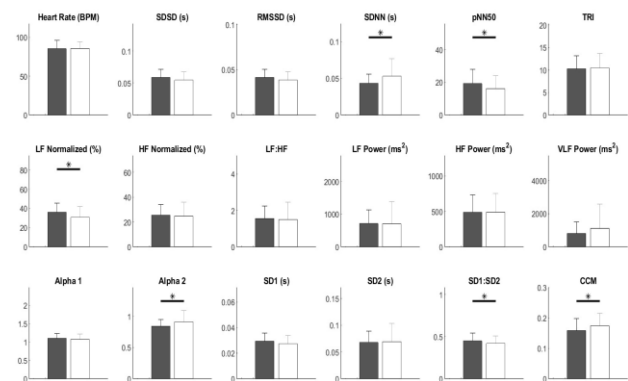 Heart Rate (BPM) SDSD (s) RMSSD (s) SDNN (s) pNN50 TRI
100 50 0
0.1 0.05 0
0.1 0.05 0
0.1 0.05 0
*
40 20 0
*
20 15 10 5 0
LF Normalized (%) HF Normalized (%) LF:HF LF Power (ms²) HF Power (ms²) VLF Power (ms²)
80 60 40 20 0
*
80 60 40 20 0
4 2 0
2000 1000 0
1000 500 0
4000 2000 0
Alpha 1 Alpha 2 SD1 (s) SD2 (s) SD1:SD2 CCM
2 1.5 1 0.5 0
1 0.5 0
*
0.06 0.04 0.02 0
0.15 0.1 0.05 0
1 0.5 0
*
0.3 0.2 0.1 0
*